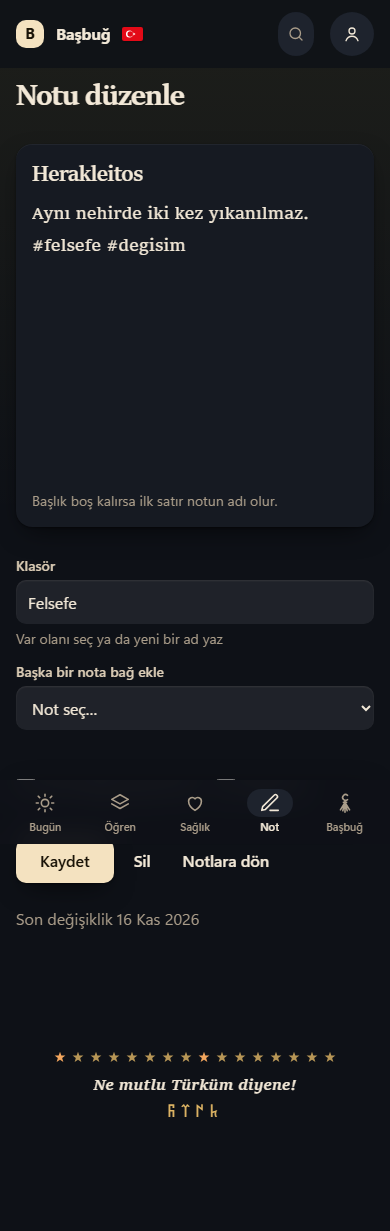 B Başbuğ
Notu düzenle
Herakleitos
Aynı nehirde iki kez yıkanılmaz.
#felsefe #degisim
Başlık boş kalırsa ilk satır notun adı olur.
Klasör
Felsefe
Var olanı seç ya da yeni bir ad yaz
Başka bir nota bağ ekle
Not seç...
Bugün Öğren Sağlık Not Başbuğ
Kaydet Sil Notlara dön
Son değişiklik 16 Kas 2026
Ne mutlu Türküm diyene!